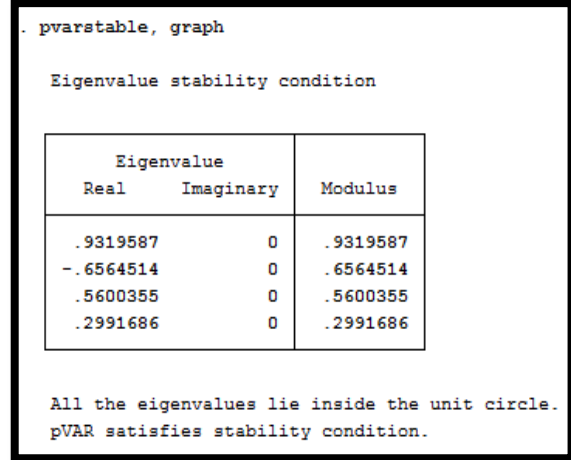 . pvarstable, graph
Eigenvalue stability condition
Eigenvalue
Real Imaginary Modulus
.9319587 0 .9319587
-.6564514 0 .6564514
.5600355 0 .5600355
.2991686 0 .2991686
All the eigenvalues lie inside the unit circle.
pVAR satisfies stability condition.